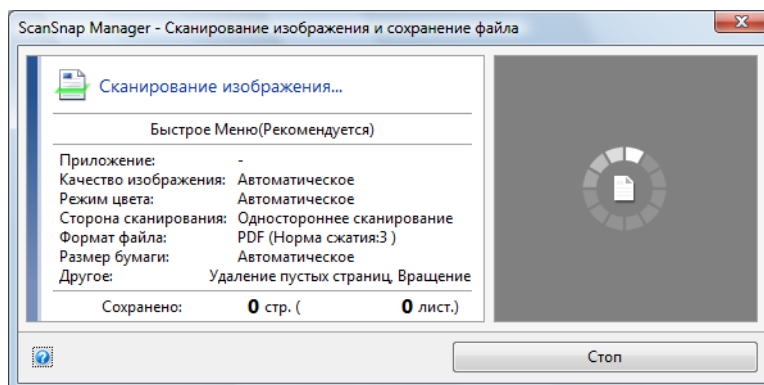 ScanSnap Manager - Сканирование изображения и сохранение файла
Сканирование изображения...
Быстрое Меню(Рекомендуется)
Приложение: -
Качество изображения: Автоматическое
Режим цвета: Автоматическое
Сторона сканирования: Одностороннее сканирование
Формат файла: PDF (Норма сжатия:3 )
Размер бумаги: Автоматическое
Другое: Удаление пустых страниц, Вращение
Сохранено: 0 стр. ( 0 лист.)
Стоп